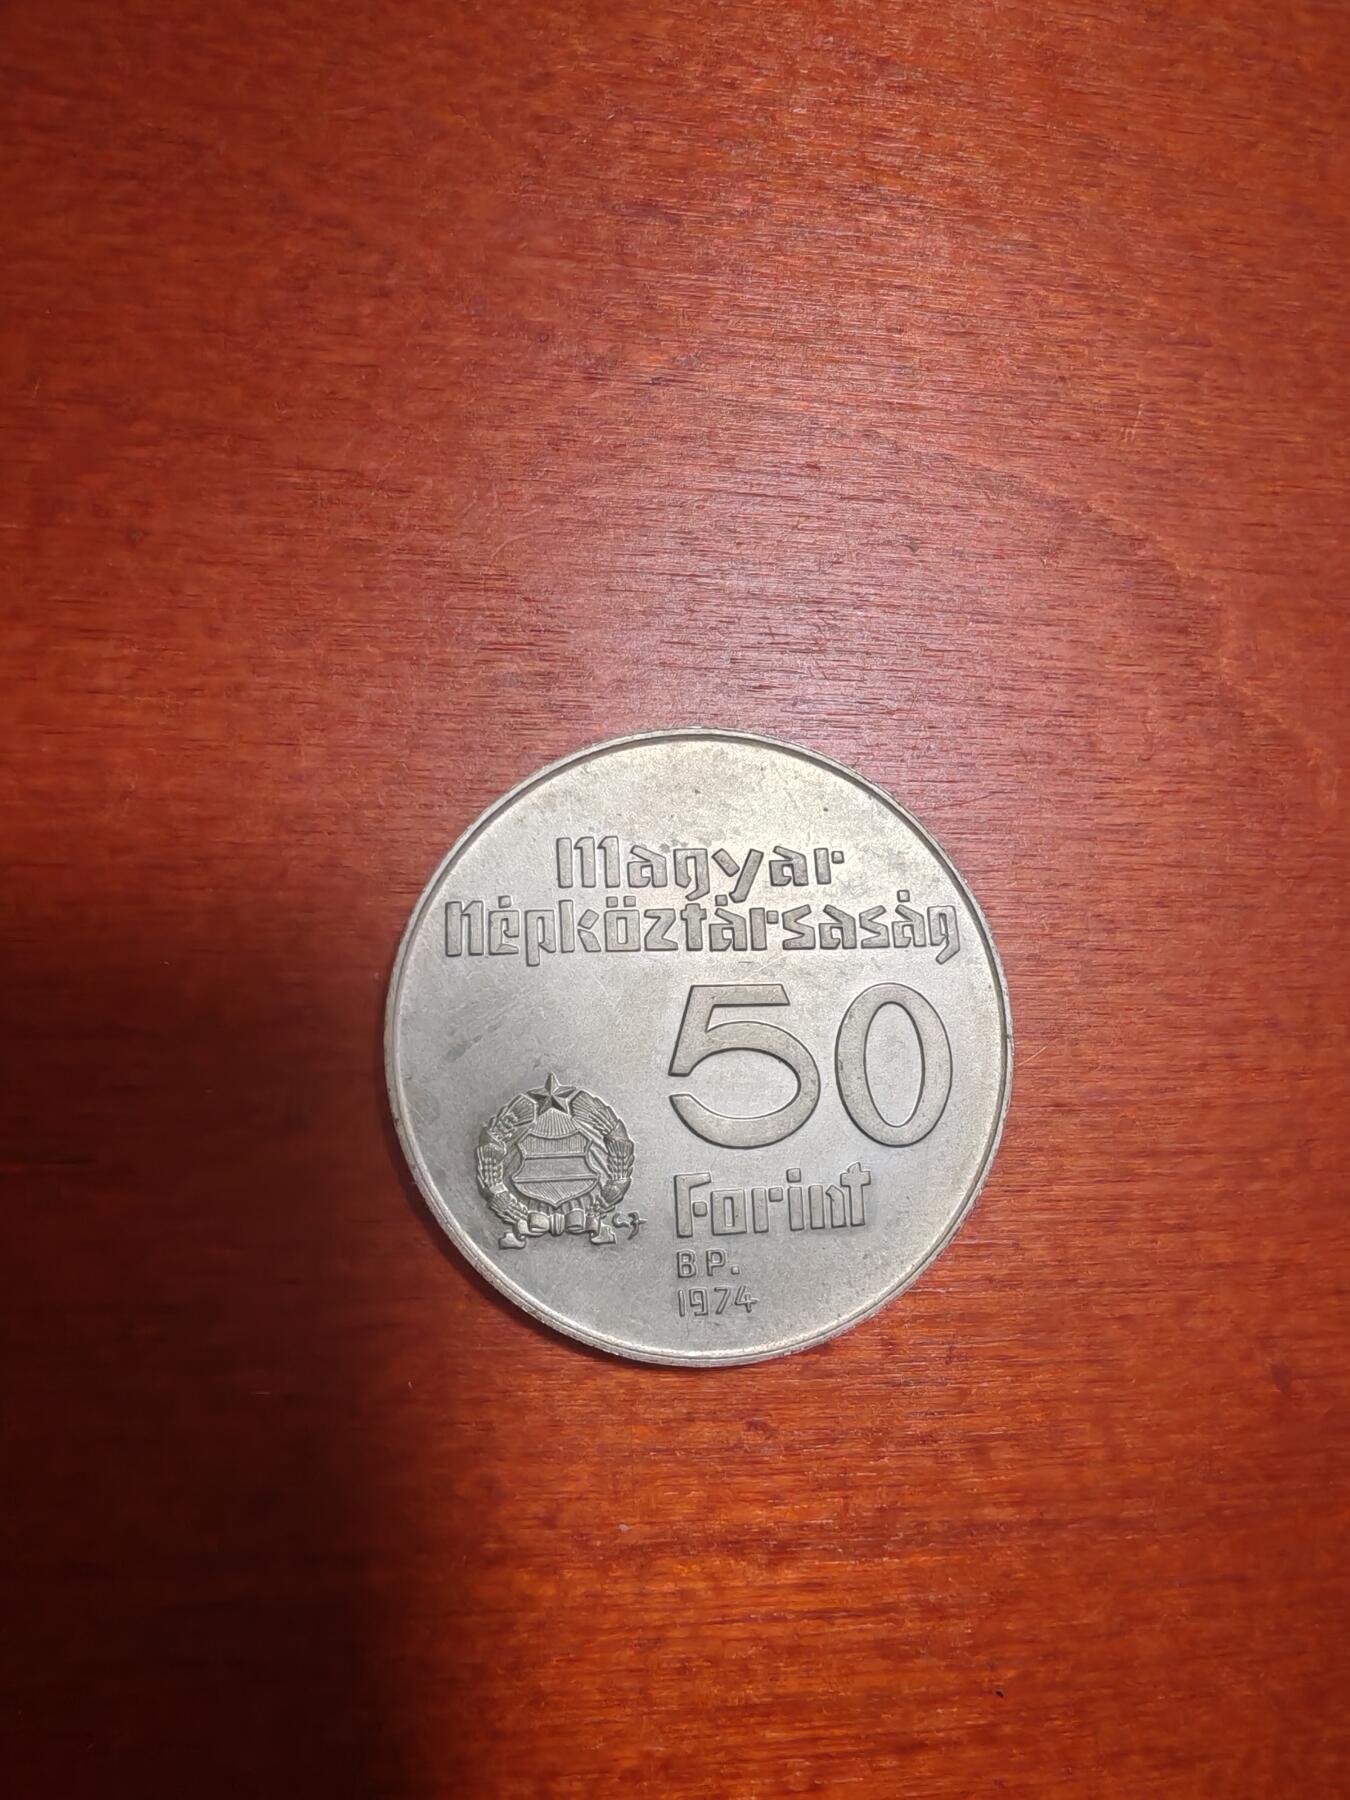 Magyar
Népköztársaság
50
Forint
BP.
1974